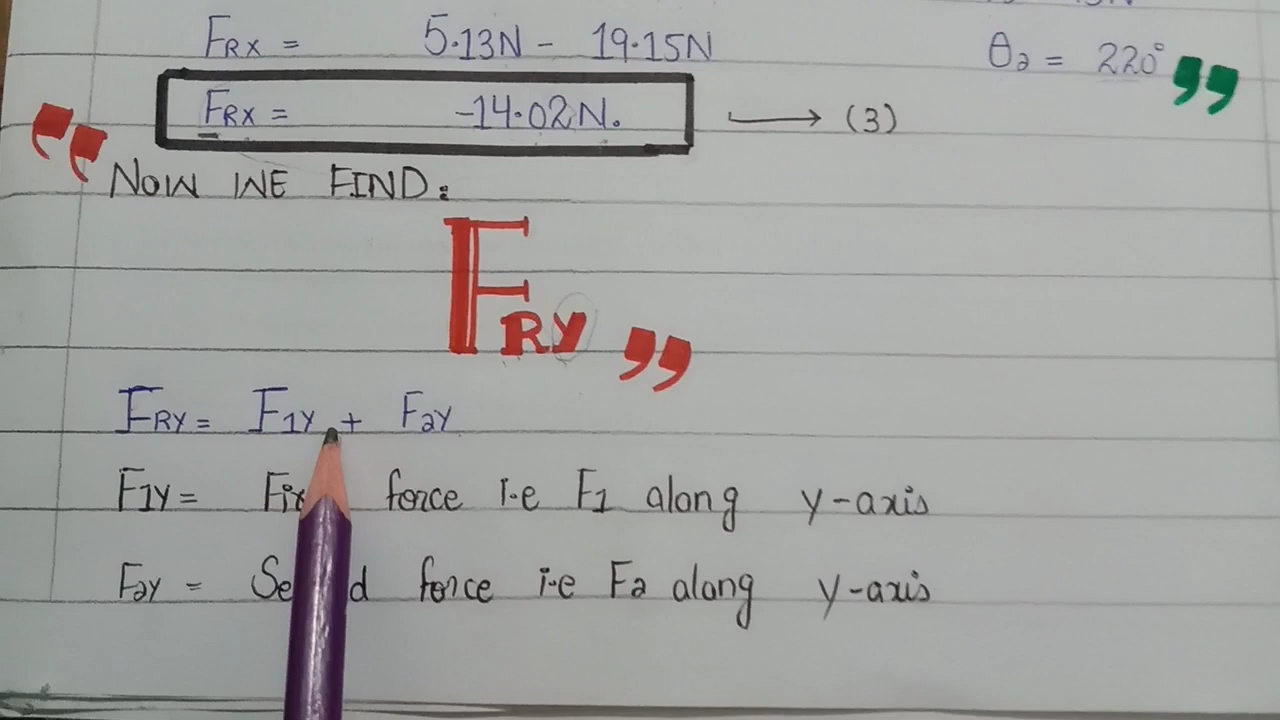 FRX = 5.13N - 19.15N
θ2 = 220° ”
FRX = -14.02N. ⟶ (3)
“ NOW WE FIND:
FRY ”
FRY = F1Y + F2Y
F1Y = force i.e F1 along y-axis
F2Y = force i.e F2 along y-axis